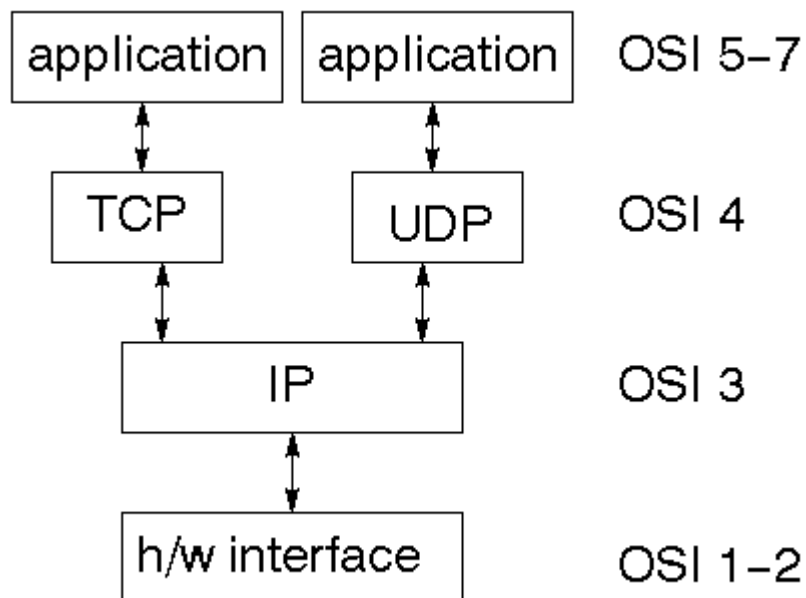 application application OSI 5-7
TCP UDP OSI 4
IP OSI 3
h/w interface OSI 1-2